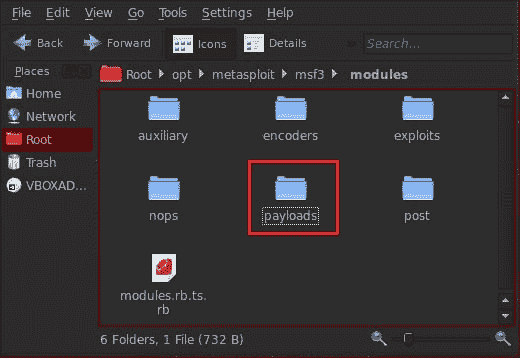 File Edit View Go Tools Settings Help
Back Forward Icons Details » Search...
Places Root opt metasploit msf3 modules
Home
Network
Root
Trash
VBOXAD...
auxiliary encoders exploits
nops payloads post
modules.rb.ts.
rb
6 Folders, 1 File (732 B)